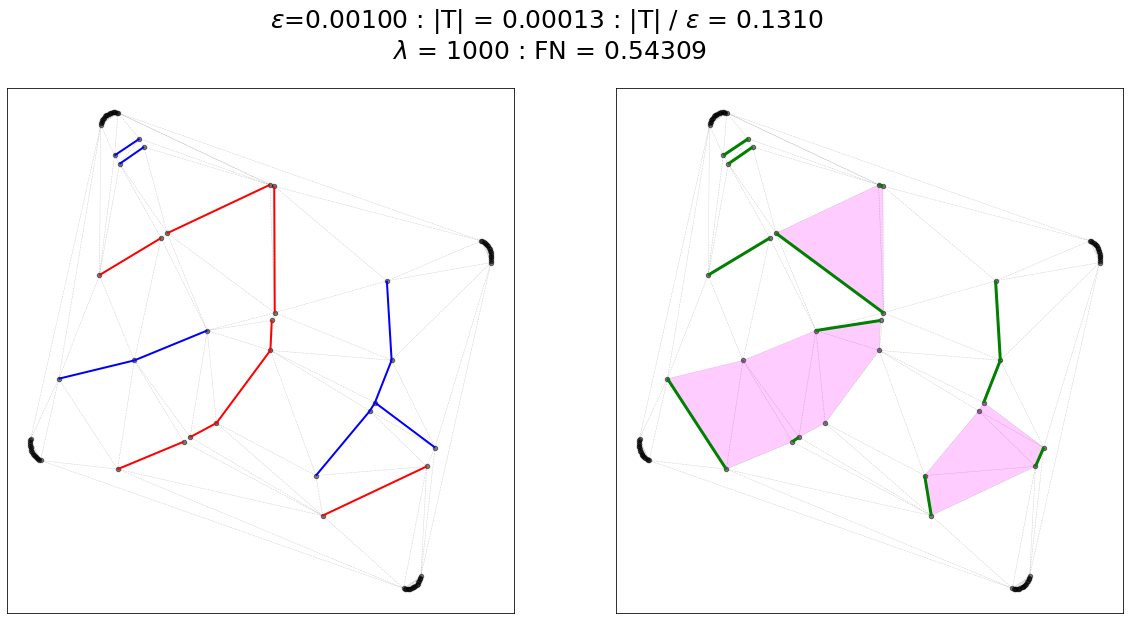 ε=0.00100 : |T| = 0.00013 : |T| / ε = 0.1310
λ = 1000 : FN = 0.54309